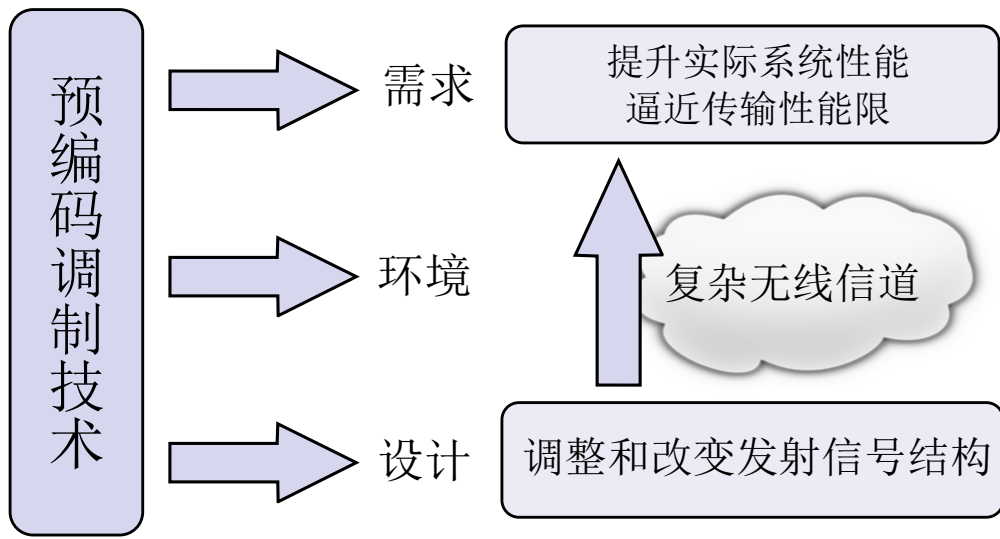 预编码调制技术
需求
提升实际系统性能
逼近传输性能限
环境
复杂无线信道
设计
调整和改变发射信号结构